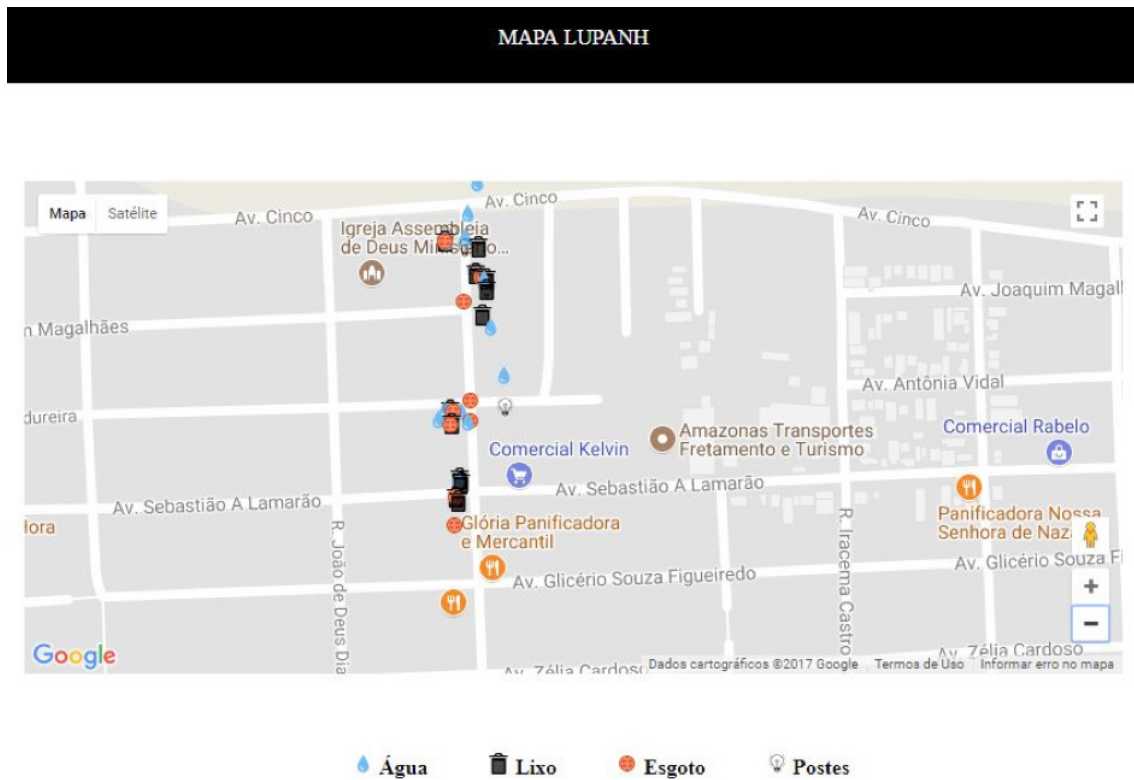 MAPA LUPANH
Mapa
Satélite
Av. Cinco
Av. Cinco
Av. Cinco
Igreja Assembleia
de Deus
Av. Joaquim Magal
n Magalhães
Av. Antônia Vidal
dureira
Comercial Kelvin
Amazonas Transportes
Fretamento e Turismo
Comercial Rabelo
Av. Sebastião A Lamarão
Av. Sebastião A Lamarão
Panificadora Nossa
Senhora de Naz
lora
Glória Panificadora
e Mercantil
R. João de Deus Dia
R. Iracema Castro
Av. Glicério Souza Figueiredo
Av. Glicério Souza Fi
Google
Av. Zélia Cardoso
Av. Zélia Cardoso
Dados cartográficos ©2017 Google
Termos de Uso
Informar erro no mapa
Água
Lixo
Esgoto
Postes